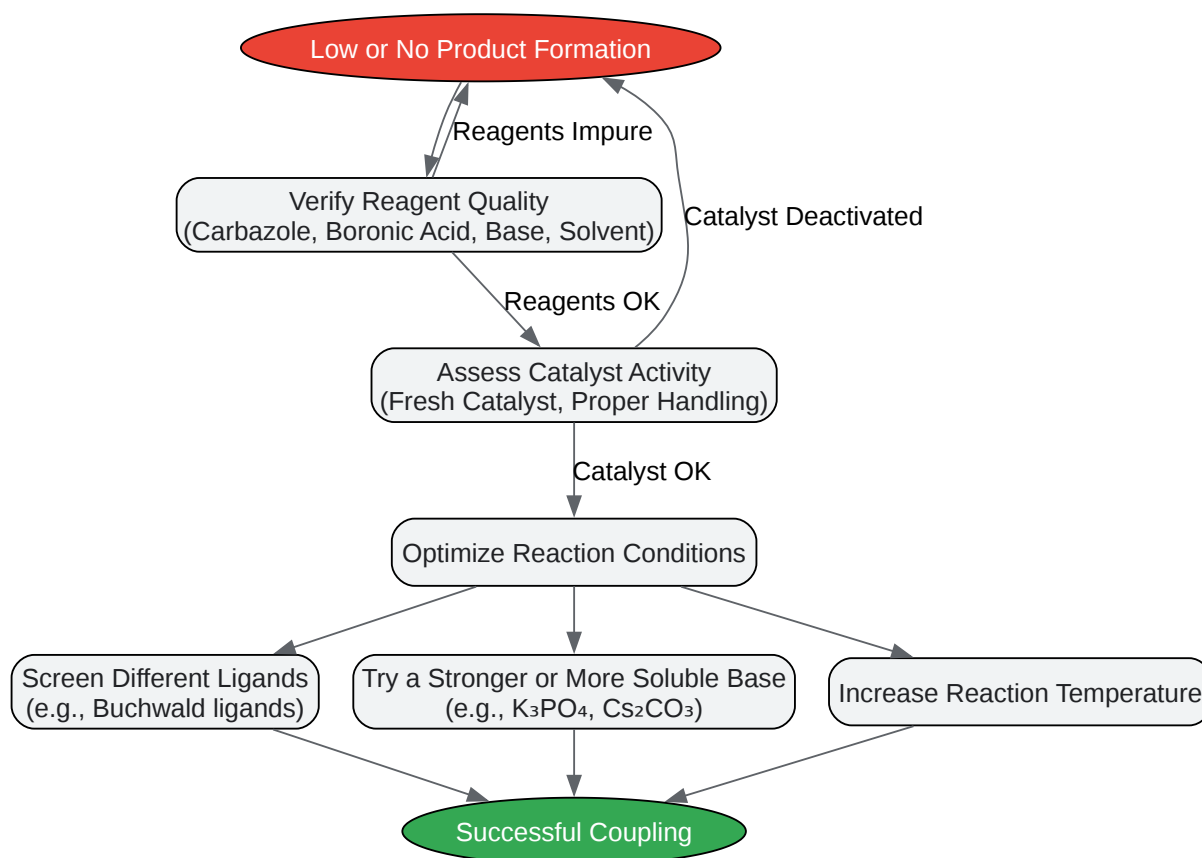 Low or No Product Formation
Reagents Impure
Verify Reagent Quality
(Carbazole, Boronic Acid, Base, Solvent)
Catalyst Deactivated
Reagents OK
Assess Catalyst Activity
(Fresh Catalyst, Proper Handling)
Catalyst OK
Optimize Reaction Conditions
Screen Different Ligands
(e.g., Buchwald ligands)
Try a Stronger or More Soluble Base
(e.g., K₃PO₄, Cs₂CO₃)
Increase Reaction Temperature
Successful Coupling